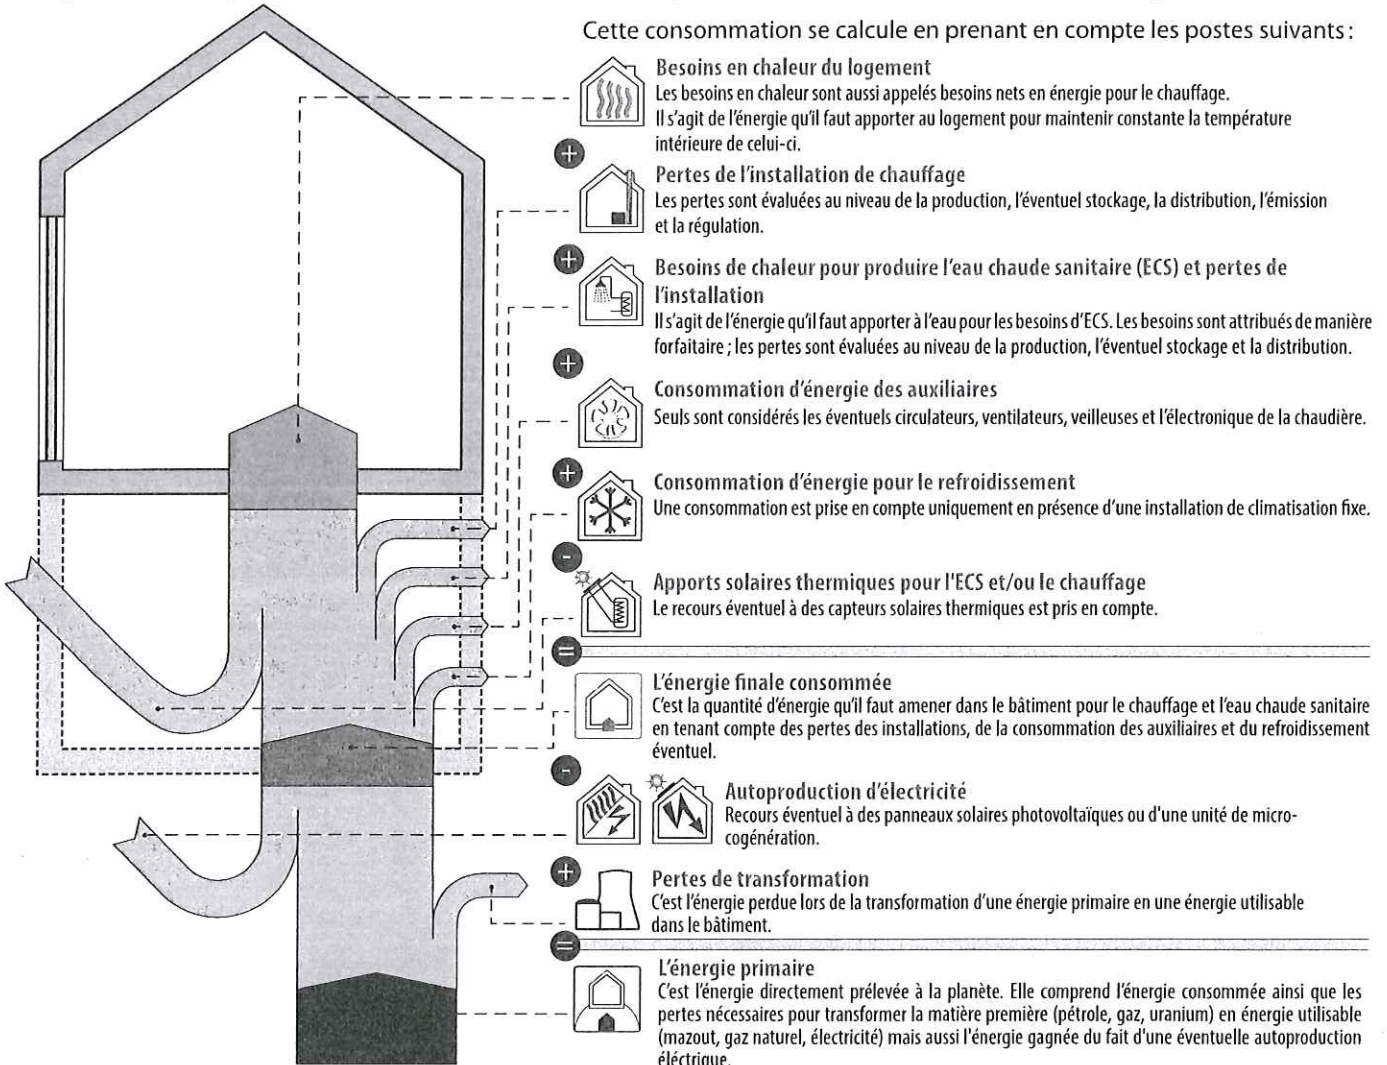 Cette consommation se calcule en prenant en compte les postes suivants :
Besoins en chaleur du logement
Les besoins en chaleur sont aussi appelés besoins nets en énergie pour le chauffage.
Il s'agit de l'énergie qu'il faut apporter au logement pour maintenir constante la température
intérieure de celui-ci.
+
Pertes de l'installation de chauffage
Les pertes sont évaluées au niveau de la production, l'éventuel stockage, la distribution, l'émission
et la régulation.
+
Besoins de chaleur pour produire l'eau chaude sanitaire (ECS) et pertes de
l'installation
Il s'agit de l'énergie qu'il faut apporter à l'eau pour les besoins d'ECS. Les besoins sont attribués de manière
forfaitaire ; les pertes sont évaluées au niveau de la production, l'éventuel stockage et la distribution.
+
Consommation d'énergie des auxiliaires
Seuls sont considérés les éventuels circulateurs, ventilateurs, veilleuses et l'électronique de la chaudière.
+
Consommation d'énergie pour le refroidissement
Une consommation est prise en compte uniquement en présence d'une installation de climatisation fixe.
-
Apports solaires thermiques pour l'ECS et/ou le chauffage
Le recours éventuel à des capteurs solaires thermiques est pris en compte.
=
L'énergie finale consommée
C'est la quantité d'énergie qu'il faut amener dans le bâtiment pour le chauffage et l'eau chaude sanitaire
en tenant compte des pertes des installations, de la consommation des auxiliaires et du refroidissement
éventuel.
-
Autoproduction d'électricité
Recours éventuel à des panneaux solaires photovoltaïques ou d'une unité de micro-
cogénération.
+
Pertes de transformation
C'est l'énergie perdue lors de la transformation d'une énergie primaire en une énergie utilisable
dans le bâtiment.
=
L'énergie primaire
C'est l'énergie directement prélevée à la planète. Elle comprend l'énergie consommée ainsi que les
pertes nécessaires pour transformer la matière première (pétrole, gaz, uranium) en énergie utilisable
(mazout, gaz naturel, électricité) mais aussi l'énergie gagnée du fait d'une éventuelle autoproduction
éléctrique.